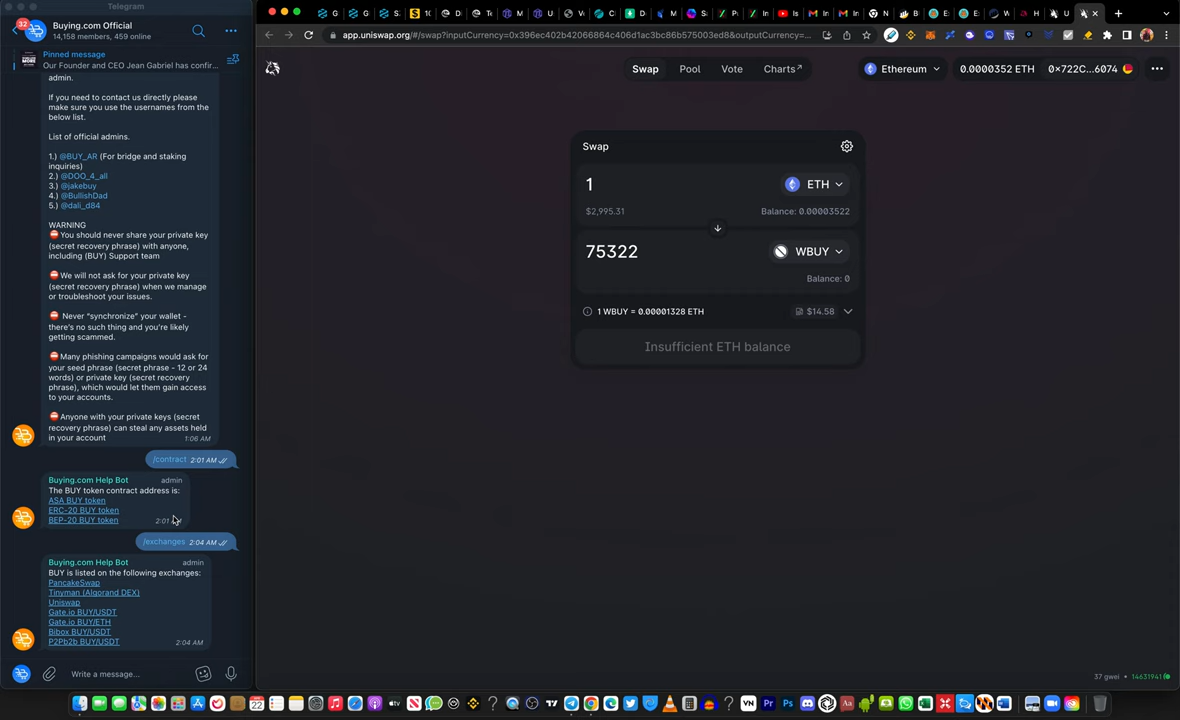 Telegram
32
Buying.com Official
14,158 members, 459 online
Pinned message
Our Founder and CEO Jean Gabriel has confir...
admin.
If you need to contact us directly please
make sure you use the usernames from the
below list.
List of official admins.
1.) @BUY_AR (For bridge and staking
inquiries)
2.) @DOO_4_all
3.) @jakebuy
4.) @BullishDad
5.) @dali_d84
WARNING
⛔You should never share your private key
(secret recovery phrase) with anyone,
including (BUY) Support team
⛔We will not ask for your private key
(secret recovery phrase) when we manage
or troubleshoot your issues.
⛔ Never “synchronize” your wallet -
there's no such thing and you're likely
getting scammed.
⛔Many phishing campaigns would ask for
your seed phrase (secret phrase - 12 or 24
words) or private key (secret recovery
phrase), which would let them gain access
to your accounts.
⛔Anyone with your private keys (secret
recovery phrase) can steal any assets held
in your account
1:06 AM
/contract 2:01 AM
Buying.com Help Bot admin
The BUY token contract address is:
ASA BUY token
ERC-20 BUY token
BEP-20 BUY token
2:01
/exchanges 2:04 AM
Buying.com Help Bot admin
BUY is listed on the following exchanges:
PancakeSwap
Tinyman (Algorand DEX)
Uniswap
Gate.io BUY/USDT
Gate.io BUY/ETH
Bibox BUY/USDT
P2Pb2b BUY/USDT
2:04 AM
Write a message...
app.uniswap.org/#/swap?inputCurrency=0x396ec402b42066864c406d1ac3bc86b575003ed8&outputCurrency=...
Swap
Pool
Vote
Charts↗
Ethereum
0.0000352 ETH
0x722C...6074
Swap
1
ETH
$2,995.31
Balance: 0.00003522
75322
WBUY
Balance: 0
1 WBUY = 0.00001328 ETH
$14.58
Insufficient ETH balance
37 gwei • 14631941
22